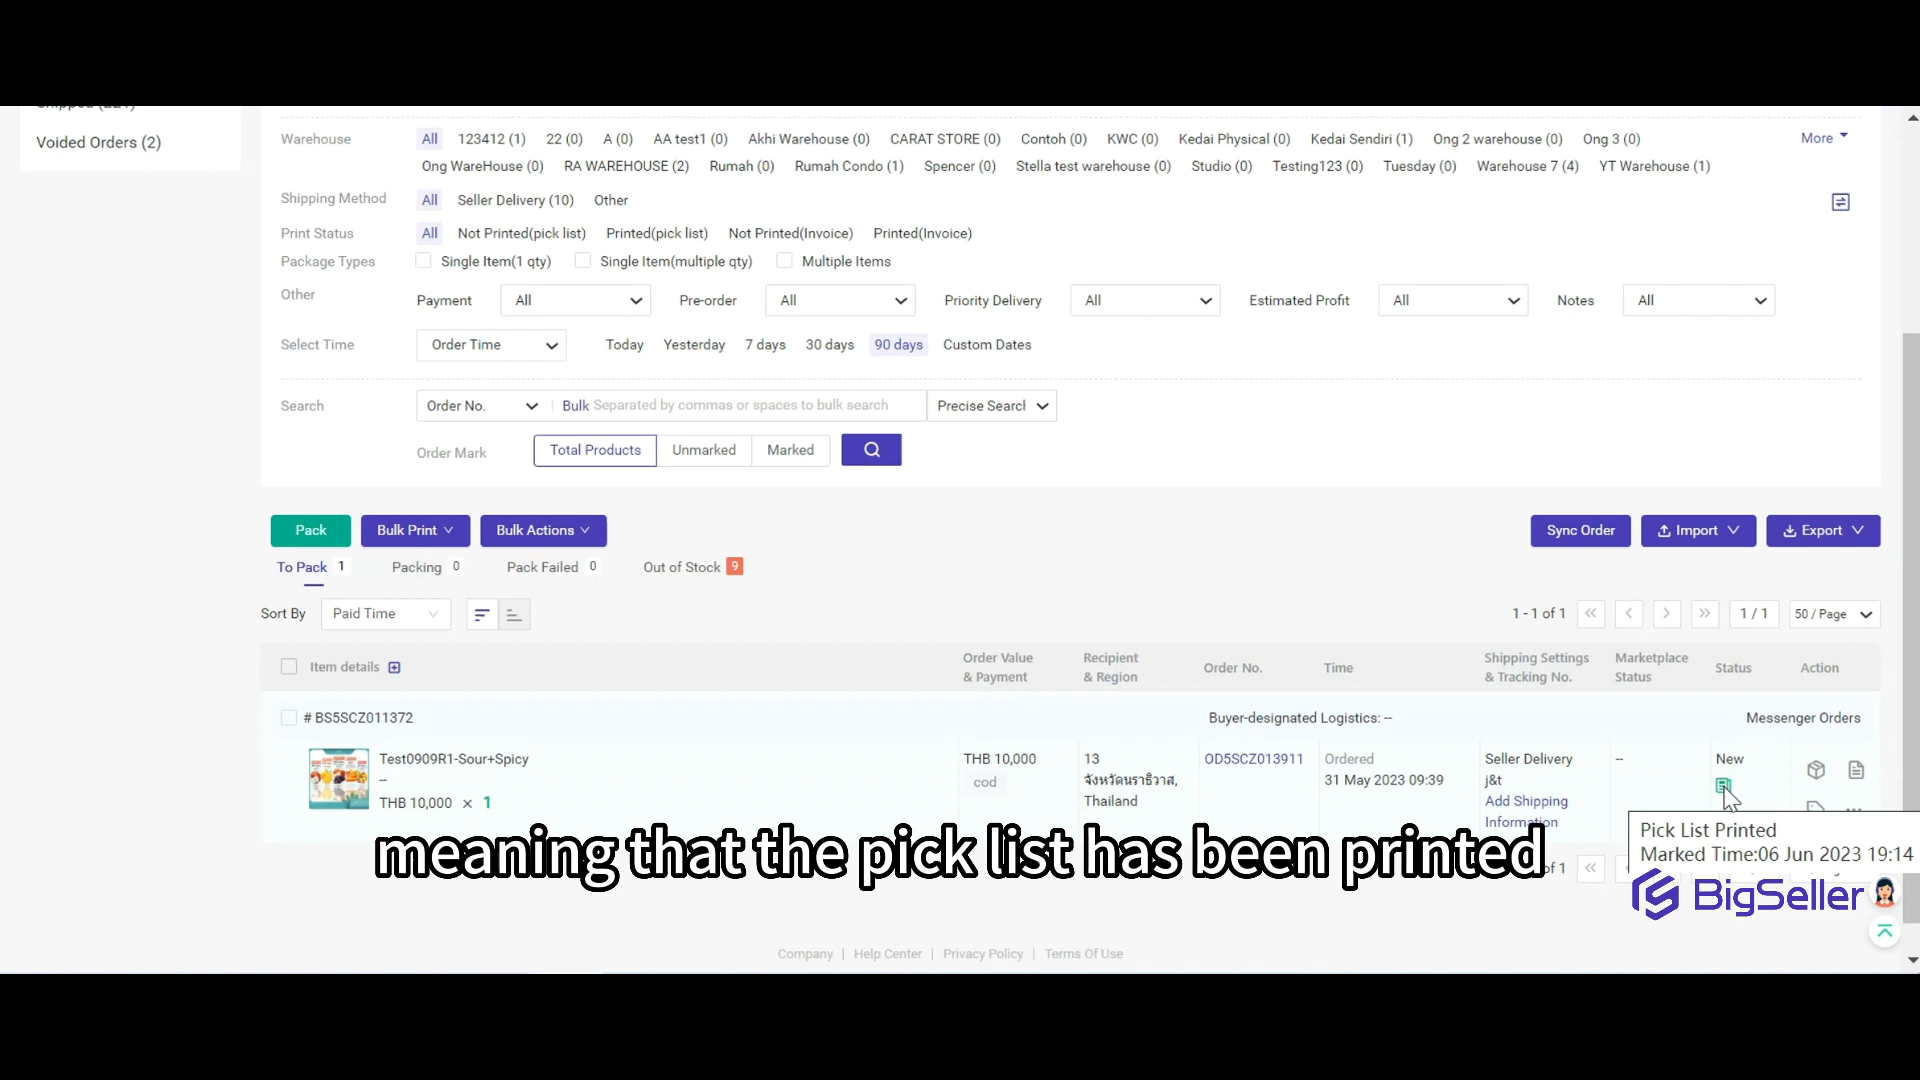 Voided Orders (2)
Warehouse All 123412 (1) 22 (0) A (0) AA test1 (0) Akhi Warehouse (0) CARAT STORE (0) Contoh (0) KWC (0) Kedai Physical (0) Kedai Sendiri (1) Ong 2 warehouse (0) Ong 3 (0) More
Ong WareHouse (0) RA WAREHOUSE (2) Rumah (0) Rumah Condo (1) Spencer (0) Stella test warehouse (0) Studio (0) Testing123 (0) Tuesday (0) Warehouse 7 (4) YT Warehouse (1)
Shipping Method All Seller Delivery (10) Other
Print Status All Not Printed(pick list) Printed(pick list) Not Printed(Invoice) Printed(Invoice)
Package Types Single Item(1 qty) Single Item(multiple qty) Multiple Items
Other Payment All Pre-order All Priority Delivery All Estimated Profit All Notes All
Select Time Order Time Today Yesterday 7 days 30 days 90 days Custom Dates
Search Order No. Bulk Separated by commas or spaces to bulk search Precise Search
Order Mark Total Products Unmarked Marked
Pack Bulk Print Bulk Actions Sync Order Import Export
To Pack 1 Packing 0 Pack Failed 0 Out of Stock 9
Sort By Paid Time 1 - 1 of 1 1 / 1 50 / Page
Item details Order Value & Payment Recipient & Region Order No. Time Shipping Settings & Tracking No. Marketplace Status Status Action
# BS5SCZ011372 Buyer-designated Logistics: -- Messenger Orders
Test0909R1-Sour+Spicy THB 10,000 13 OD5SCZ013911 Ordered Seller Delivery -- New
-- cod จังหวัดนราธิวาส, 31 May 2023 09:39 j&t
THB 10,000 × 1 Thailand Add Shipping
Information
Pick List Printed
Marked Time:06 Jun 2023 19:14
meaning that the pick list has been printed
of 1
BigSeller
Company | Help Center | Privacy Policy | Terms Of Use